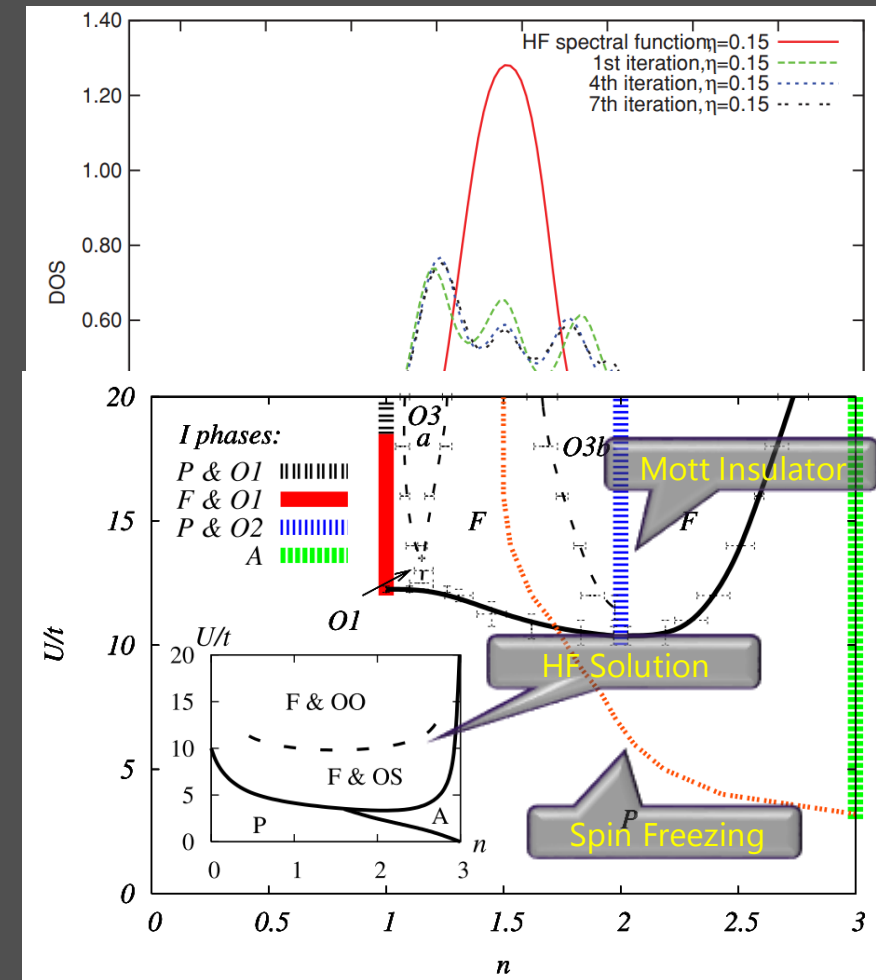 1.40
HF spectral function,η=0.15
1st iteration,η=0.15
4th iteration,η=0.15
7th iteration,η=0.15
1.20
1.00
0.80
0.60
DOS
20
15
10
5
0
U/t
I phases:
P & O1
F & O1
P & O2
A
O3
a
O3b
Mott Insulator
F
F
O1
HF Solution
P
Spin Freezing
U/t
20
15
10
5
0
F & OO
F & OS
P
A
n
0 1 2 3
0 0.5 1 1.5 2 2.5 3
n